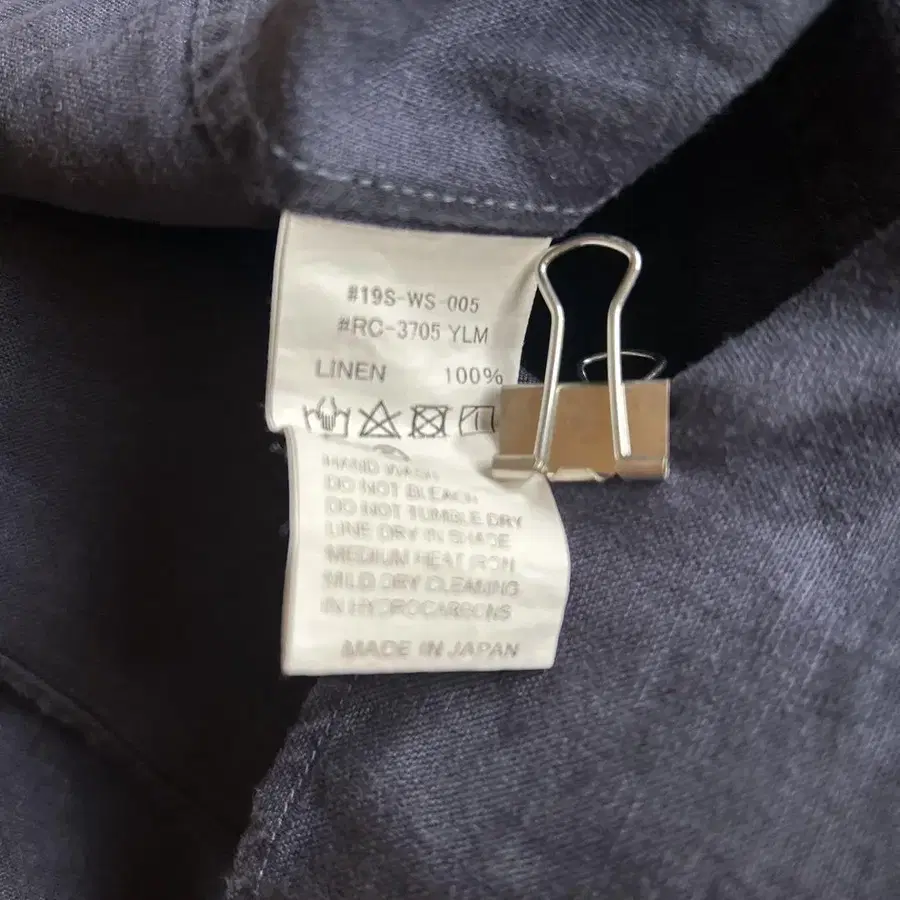 #19S-WS-005
#RC-3705 YLM
LINEN 100%
HAND WASH
DO NOT BLEACH
DO NOT TUMBLE DRY
LINE DRY IN SHADE
MEDIUM HEAT IRON
MILD DRY CLEANING
IN HYDROCARBONS
MADE IN JAPAN